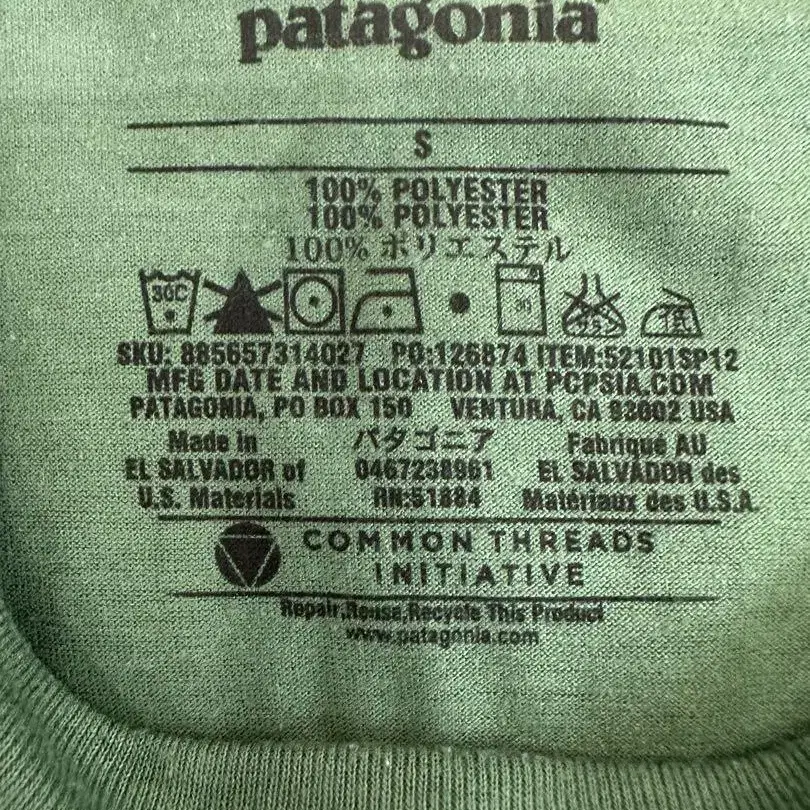 patagonia
S
100% POLYESTER
100% POLYESTER
100% ポリエステル
30C
SKU: 885657314027 PO:126874 ITEM:52101SP12
MFG DATE AND LOCATION AT PCPSIA.COM
PATAGONIA, PO BOX 150 VENTURA, CA 93002 USA
Made in パタゴニア Fabriqué AU
EL SALVADOR of 0467238961 EL SALVADOR des
U.S. Materials RN:51884 Matériaux des U.S.A
COMMON THREADS
INITIATIVE
Repair,Reuse,Recycle This Product
www.patagonia.com